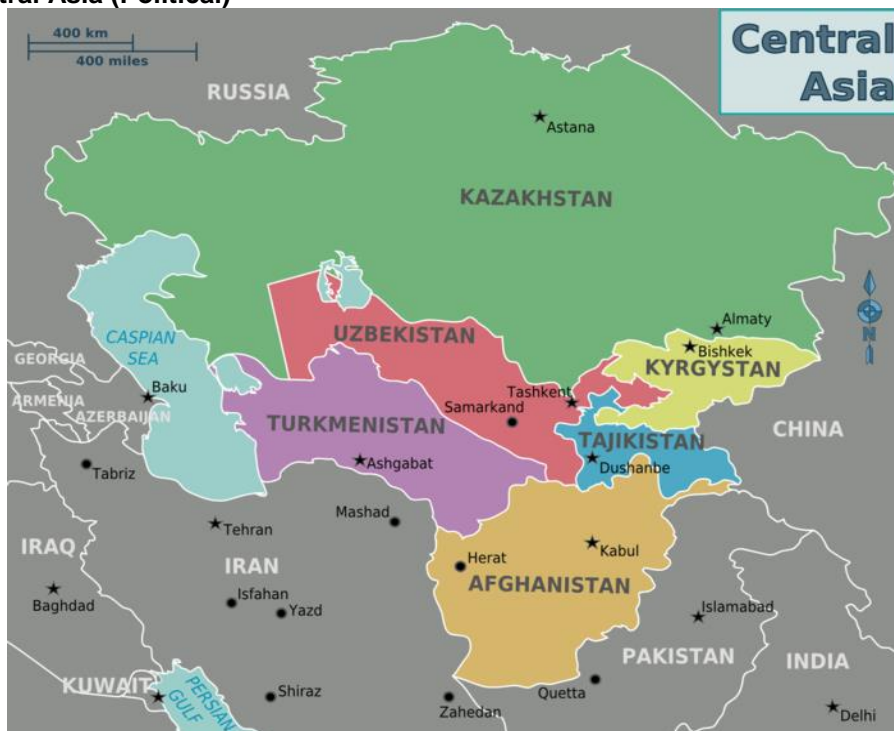 (Political)
400 km
400 miles
Central
Asia
RUSSIA
Astana
KAZAKHSTAN
CASPIAN
SEA
UZBEKISTAN
Almaty
Bishkek
KYRGYSTAN
N
GEORGIA
ARMENIA
AZERBAIJAN
Baku
Tashkent
Samarkand
TURKMENISTAN
TAJIKISTAN
CHINA
Tabriz
Ashgabat
Dushanbe
Mashad
Tehran
IRAQ
IRAN
Herat
Kabul
AFGHANISTAN
Baghdad
Isfahan
Yazd
Islamabad
PAKISTAN
INDIA
KUWAIT
PERSIAN
GULF
Shiraz
Zahedan
Quetta
Delhi